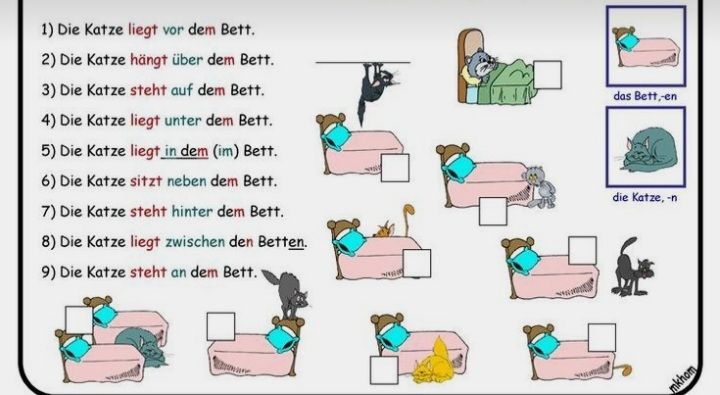 1) Die Katze liegt vor dem Bett.
2) Die Katze hängt über dem Bett.
3) Die Katze steht auf dem Bett.
4) Die Katze liegt unter dem Bett.
5) Die Katze liegt in dem (im) Bett.
6) Die Katze sitzt neben dem Bett.
7) Die Katze steht hinter dem Bett.
8) Die Katze liegt zwischen den Betten.
9) Die Katze steht an dem Bett.
das Bett,-en
die Katze, -n
mkhom